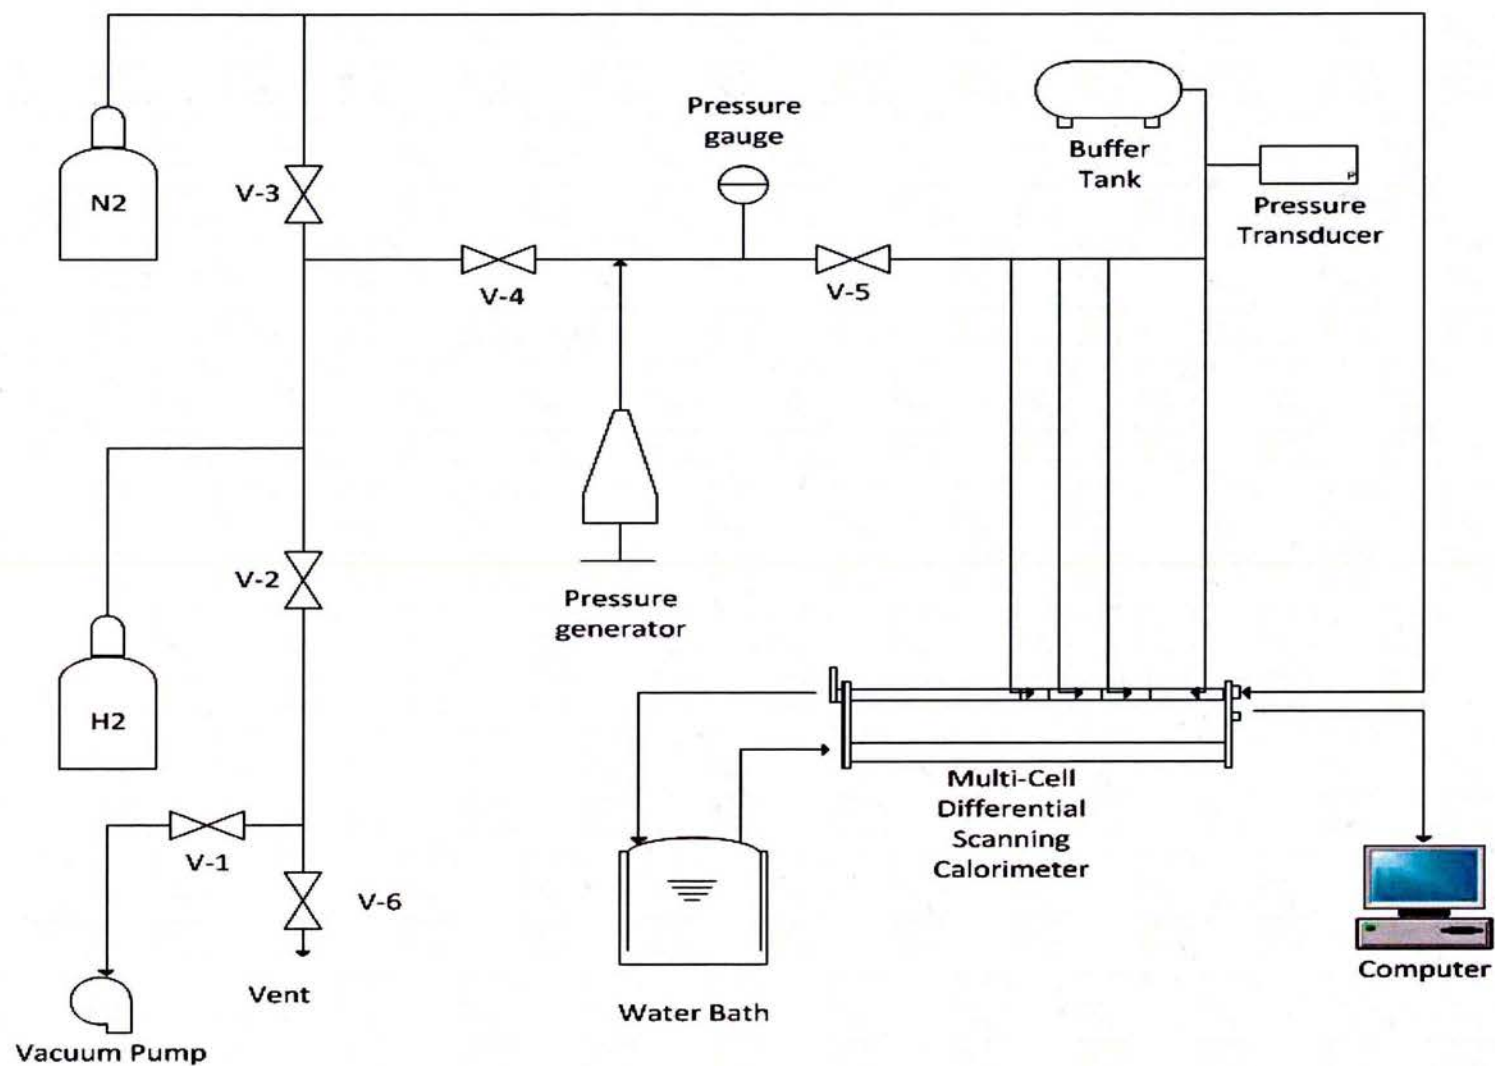 Pressure
gauge
Buffer
Tank
P
Pressure
Transducer
N2
V-3
V-4
V-5
V-2
Pressure
generator
H2
Multi-Cell
Differential
Scanning
Calorimeter
V-1
V-6
Vent
Water Bath
Computer
Vacuum Pump